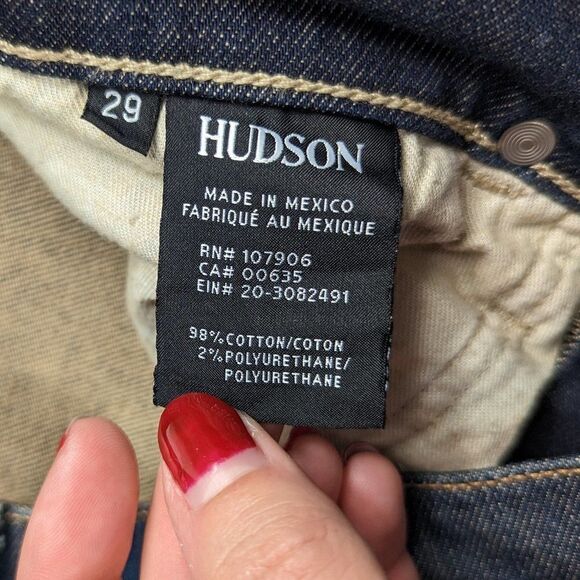 29
HUDSON
MADE IN MEXICO
FABRIQUÉ AU MEXIQUE
RN# 107906
CA# 00635
EIN# 20-3082491
98% COTTON/COTON
2% POLYURETHANE/
POLYURETHANE